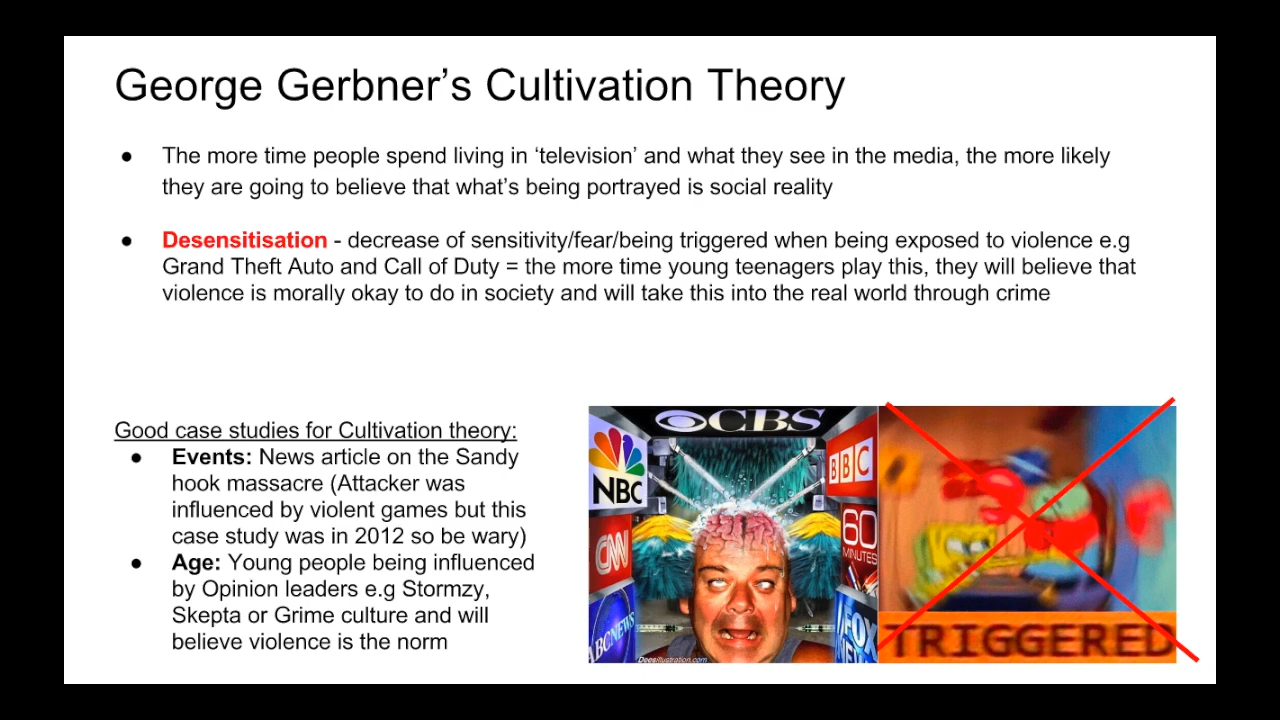 George Gerbner’s Cultivation Theory
● The more time people spend living in ‘television’ and what they see in the media, the more likely
they are going to believe that what’s being portrayed is social reality
● Desensitisation - decrease of sensitivity/fear/being triggered when being exposed to violence e.g
Grand Theft Auto and Call of Duty = the more time young teenagers play this, they will believe that
violence is morally okay to do in society and will take this into the real world through crime
Good case studies for Cultivation theory:
● Events: News article on the Sandy
hook massacre (Attacker was
influenced by violent games but this
case study was in 2012 so be wary)
● Age: Young people being influenced
by Opinion leaders e.g Stormzy,
Skepta or Grime culture and will
believe violence is the norm
CBS
NBC
BBC
CNN
60
MINUTES
ABCNEWS
FOX
NEWS
Deesillustration.com
TRIGGERED